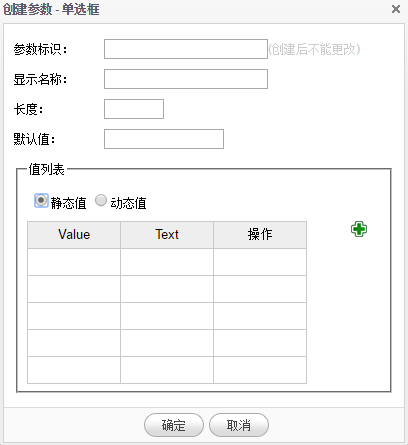 创建参数 - 单选框
参数标识： (创建后不能更改)
显示名称：
长度：
默认值：
值列表
静态值 动态值
Value Text 操作
确定 取消